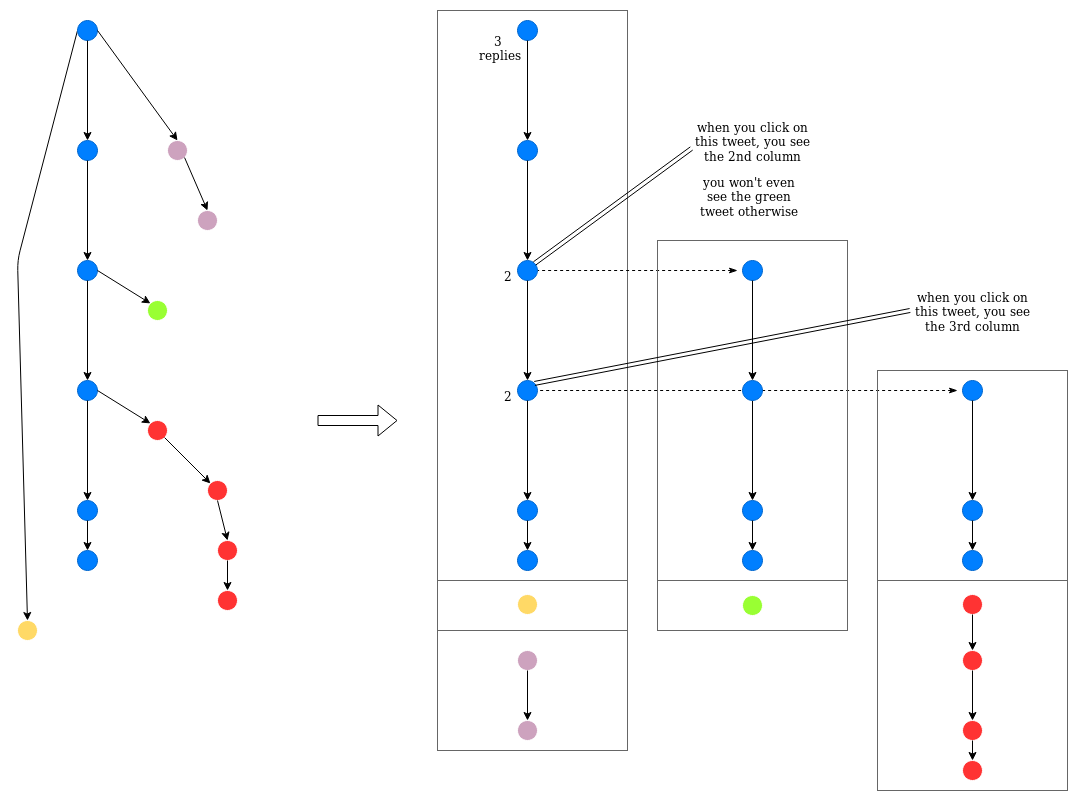 3
replies
when you click on
this tweet, you see
the 2nd column
you won't even
see the green
tweet otherwise
2
when you click on
this tweet, you see
the 3rd column
2